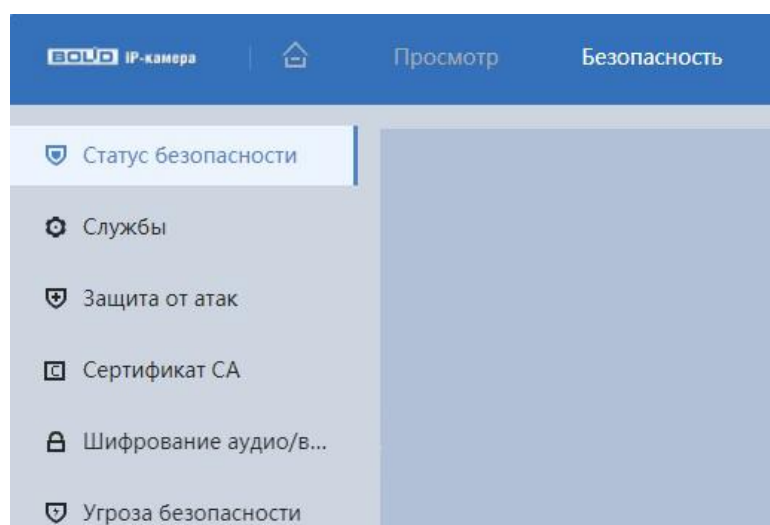 BOLID IP-камера Просмотр Безопасность
Статус безопасности
Службы
Защита от атак
Сертификат CA
Шифрование аудио/в...
Угроза безопасности